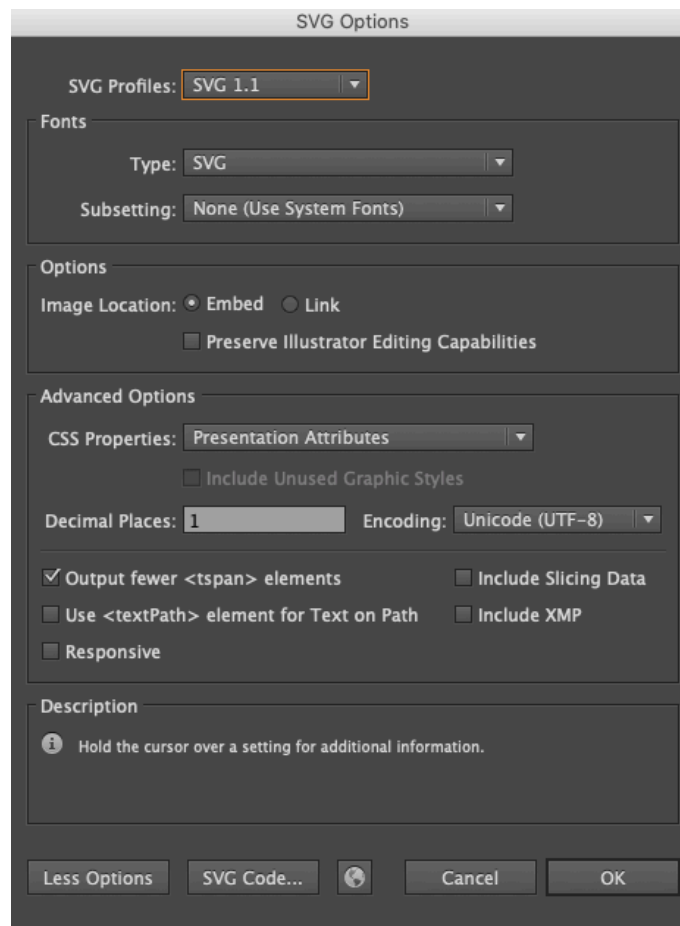 SVG Options
SVG Profiles: SVG 1.1
Fonts
Type: SVG
Subsetting: None (Use System Fonts)
Options
Image Location: Embed Link
Preserve Illustrator Editing Capabilities
Advanced Options
CSS Properties: Presentation Attributes
Include Unused Graphic Styles
Decimal Places: 1 Encoding: Unicode (UTF-8)
Output fewer <tspan> elements Include Slicing Data
Use <textPath> element for Text on Path Include XMP
Responsive
Description
Hold the cursor over a setting for additional information.
Less Options SVG Code... Cancel OK